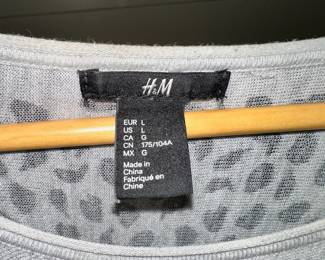 H&M
EUR L
US L
CA G
CN 175/104A
MX G
Made in
China
Fabriqué en
Chine